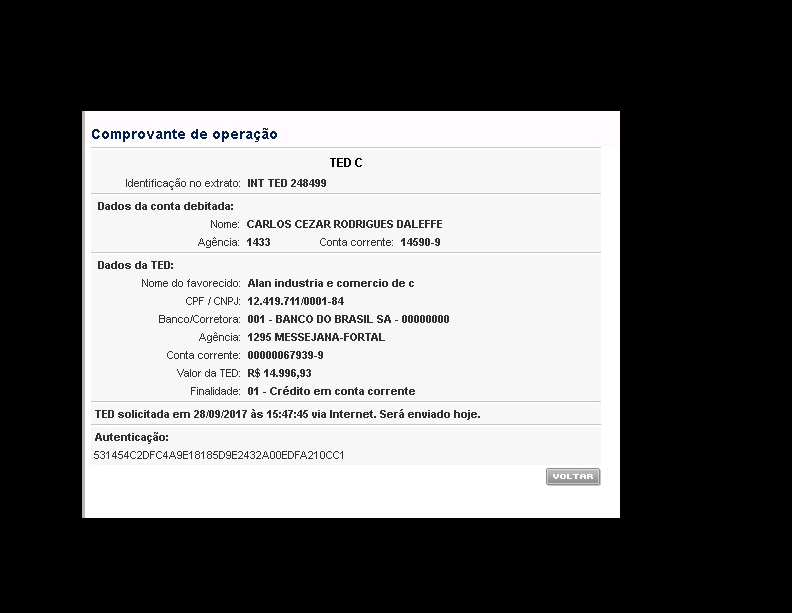 Comprovante de operação
TED C
Identificação no extrato: INT TED 248499
Dados da conta debitada:
Nome: CARLOS CEZAR RODRIGUES DALEFFE
Agência: 1433 Conta corrente: 14590-9
Dados da TED:
Nome do favorecido: Alan industria e comercio de c
CPF / CNPJ: 12.419.711/0001-84
Banco/Corretora: 001 - BANCO DO BRASIL SA - 00000000
Agência: 1295 MESSEJANA-FORTAL
Conta corrente: 00000067939-9
Valor da TED: R$ 14.996,93
Finalidade: 01 - Crédito em conta corrente
TED solicitada em 28/09/2017 às 15:47:45 via Internet. Será enviado hoje.
Autenticação:
531454C2DFC4A9E18185D9E2432A00EDFA210CC1
VOLTAR